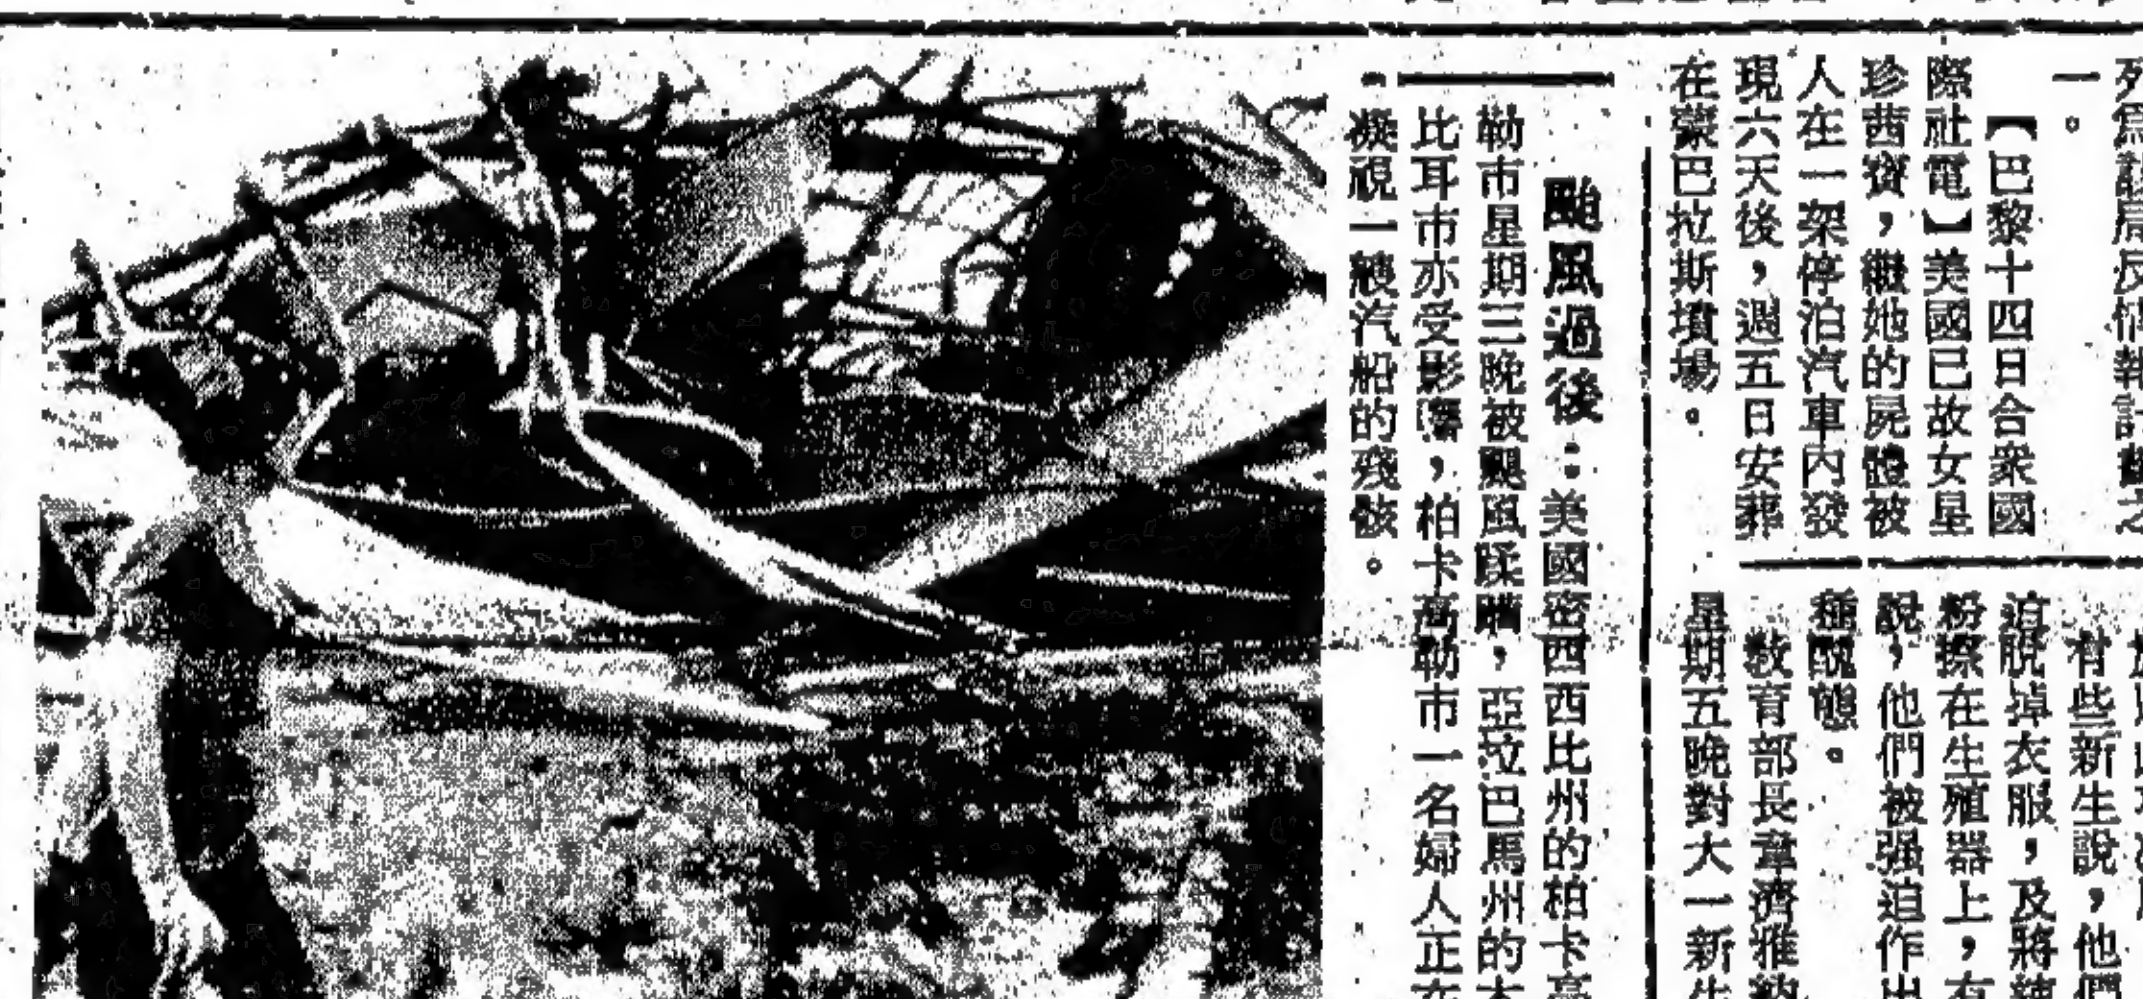 一。
【巴黎十四日合衆國
際社電】美國已故女星
珍茜寶，繼她的屍體被
人在一架停泊汽車內發
現六天後，週五日安葬
在蒙巴拉斯墳場。
有些新生說，他們
迫脫掉衣服，及將
粉擦在生殖器上，有
說，他們被强迫作出
種醜態。
教育部長韋濟雅
星期五晚對大一新生
颱風過後：美國密西西比州的柏卡
勒市星期三晚被颶風蹂躪，亞拉巴馬州的
比耳市亦受影響，柏卡高勒市一名婦人正在
凝視一艘汽船的殘骸。